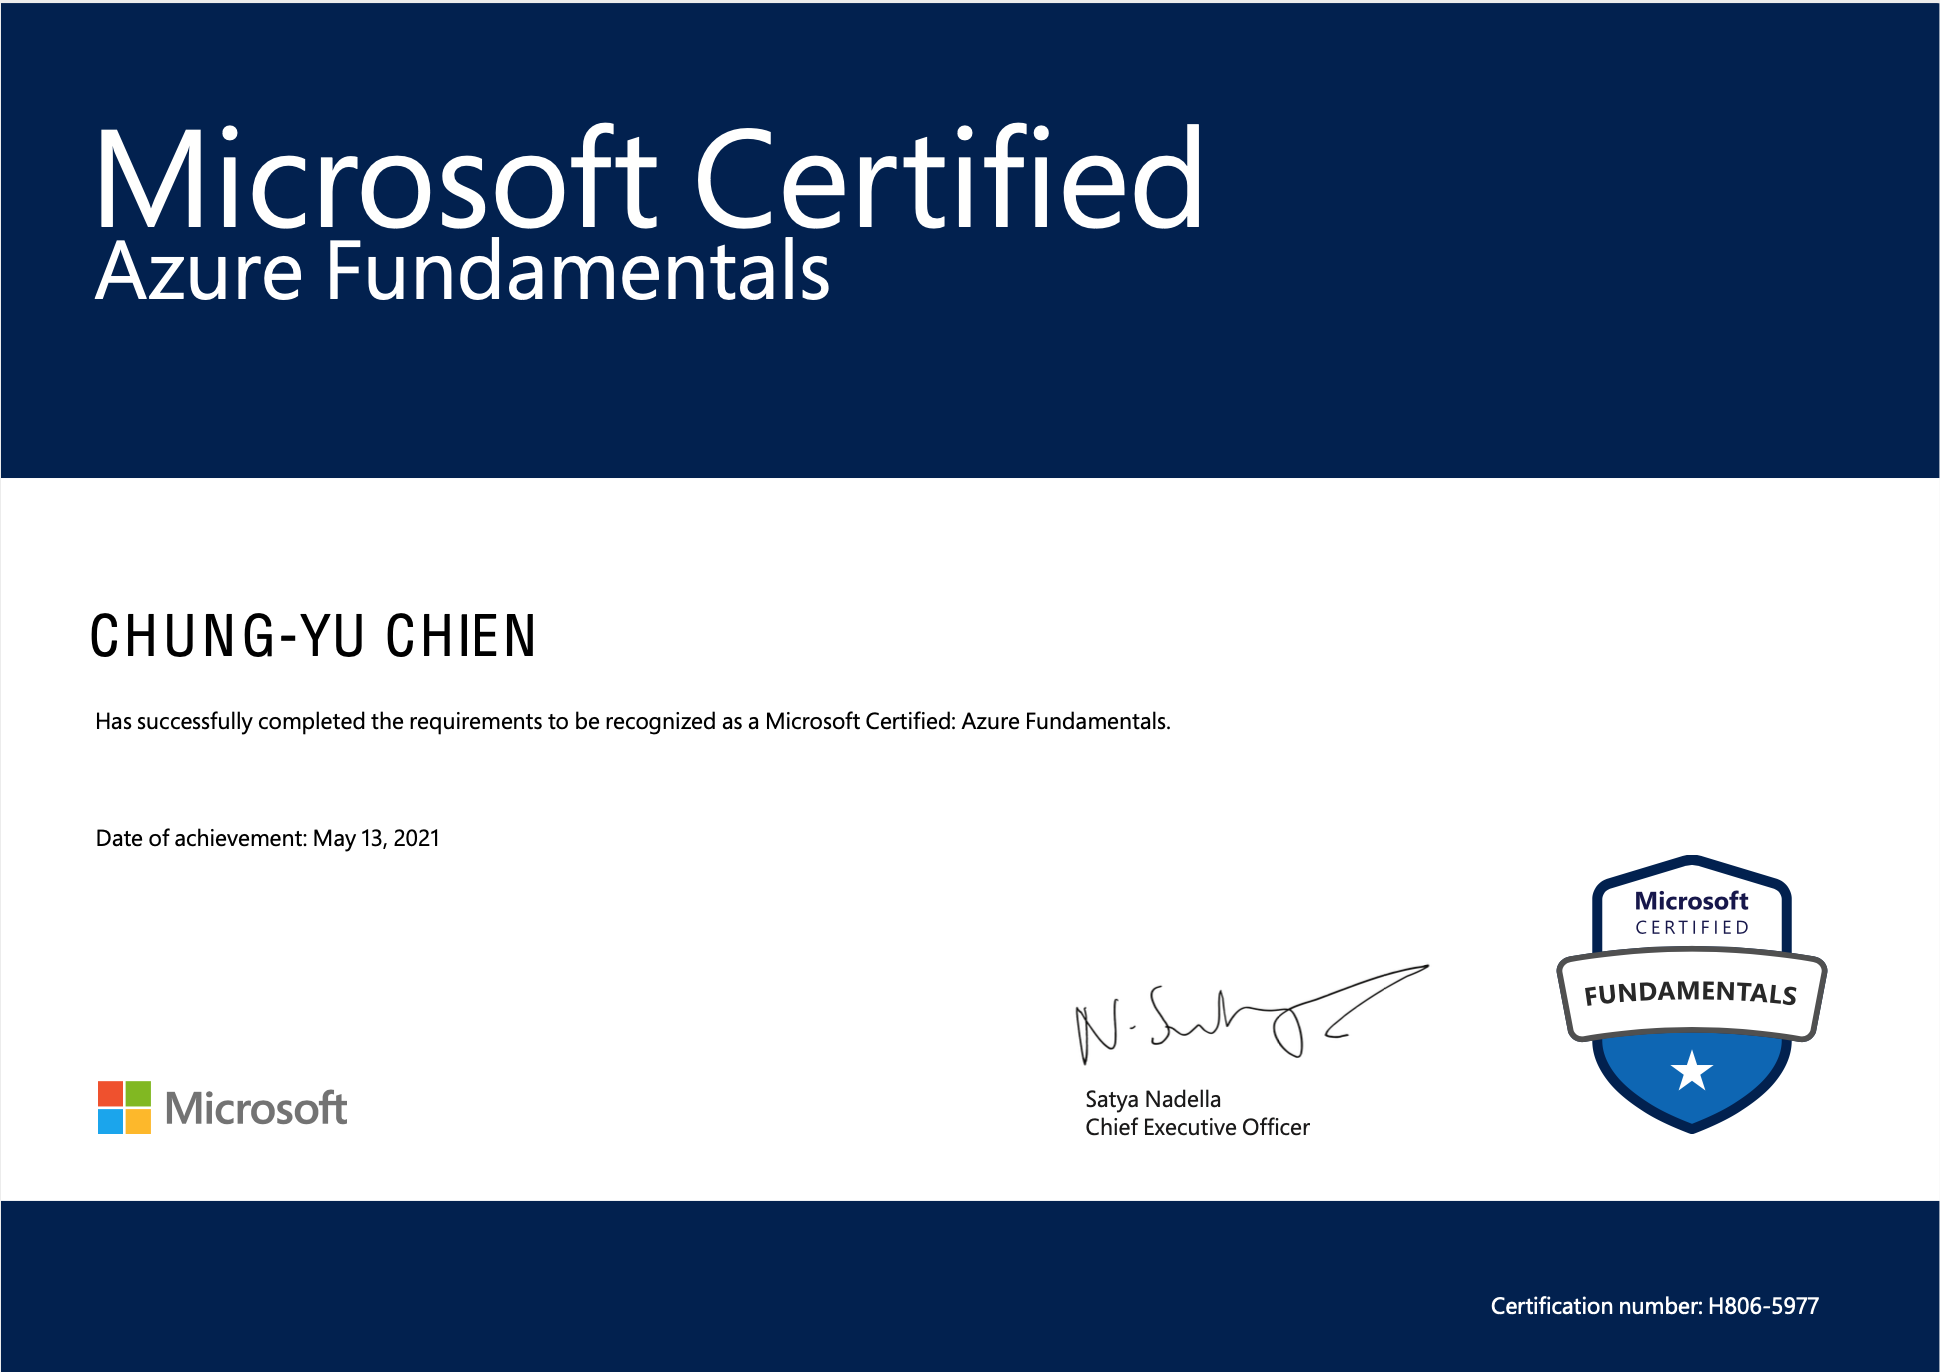 Microsoft Certified
Azure Fundamentals
CHUNG-YU CHIEN
Has successfully completed the requirements to be recognized as a Microsoft Certified: Azure Fundamentals.
Date of achievement: May 13, 2021
Microsoft
CERTIFIED
FUNDAMENTALS
N. Satya
Satya Nadella
Chief Executive Officer
Microsoft
Certification number: H806-5977